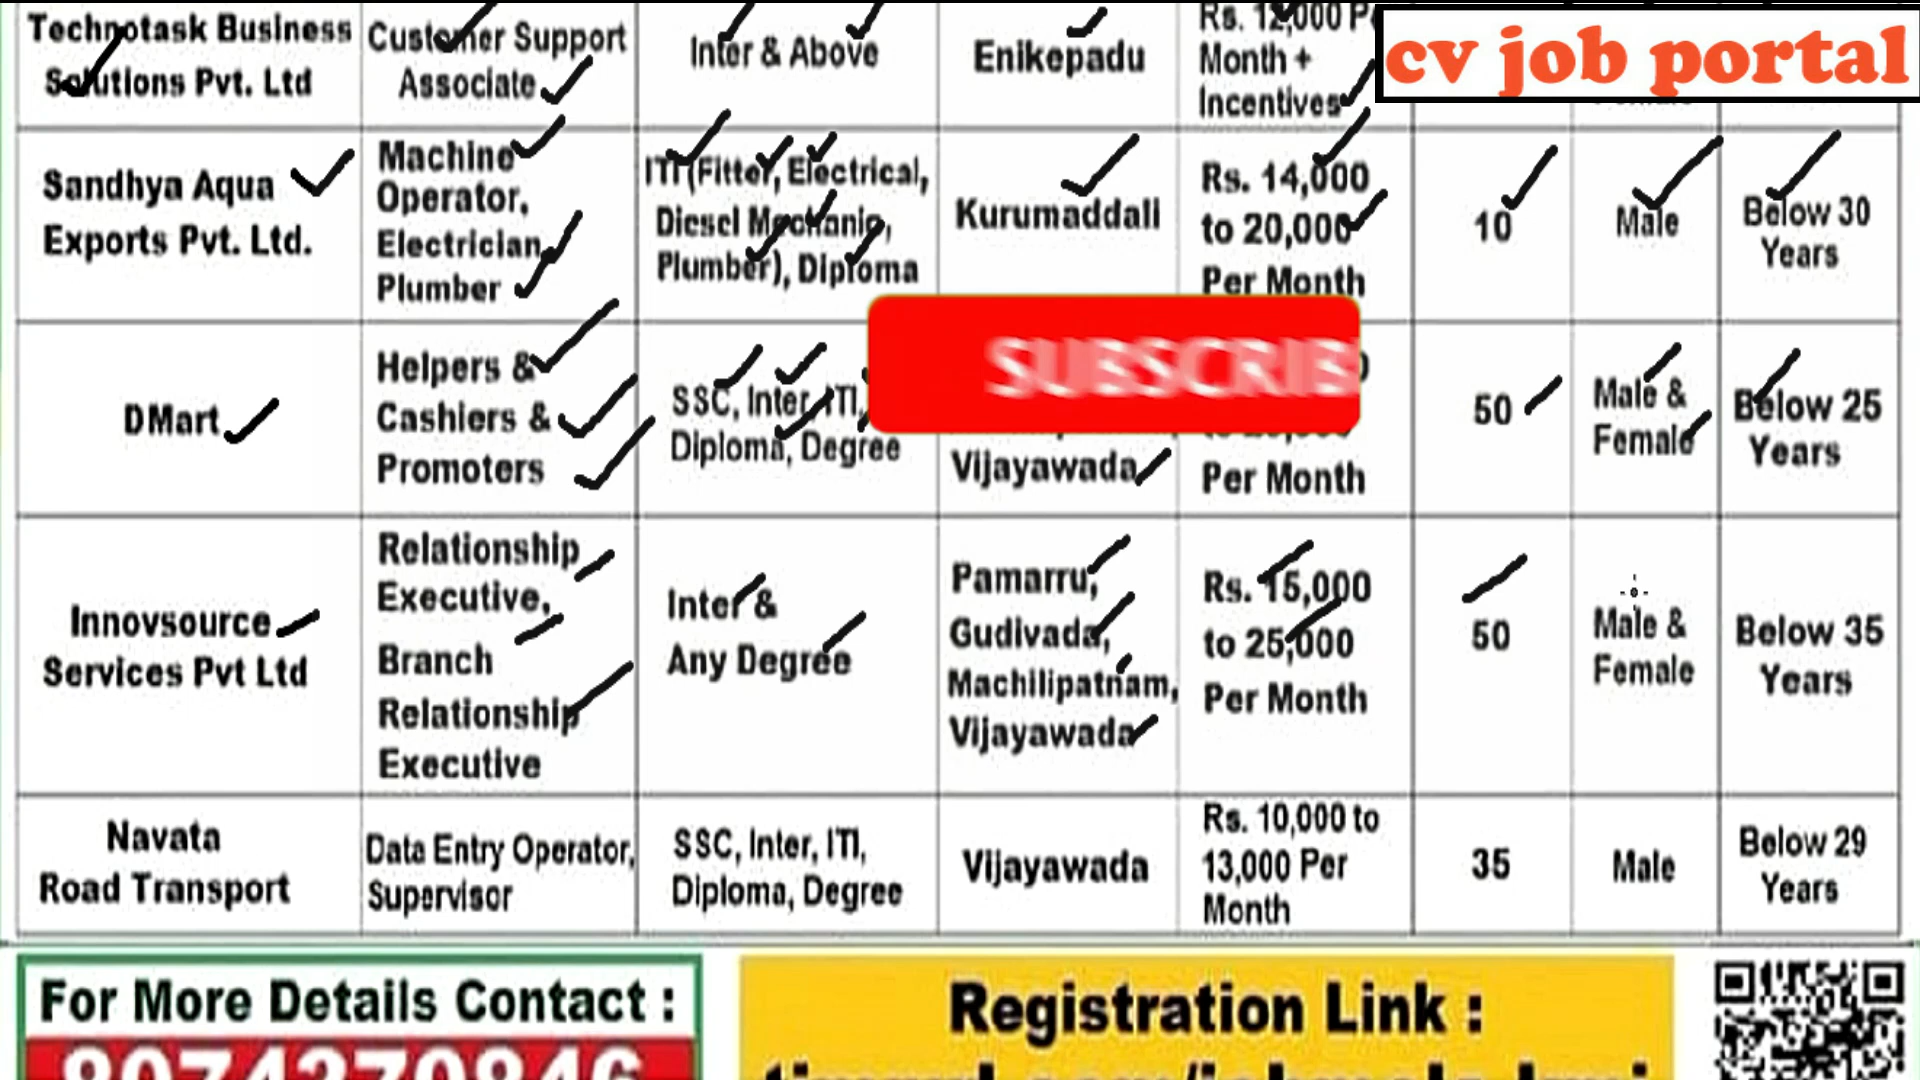 cv job portal
Technotask Business
Solutions Pvt. Ltd
Customer Support
Associate
Inter & Above
Enikepadu
Rs. 12,000
Month +
Incentives
Sandhya Aqua
Exports Pvt. Ltd.
Machine
Operator,
Electrician,
Plumber
ITI (Fitter, Electrical,
Diesel Mechanic,
Plumber), Diploma
Kurumaddali
Rs. 14,000
to 20,000
Per Month
10
Male
Below 30
Years
DMart
Helpers &
Cashiers &
Promoters
SSC, Inter, ITI,
Diploma, Degree
SUBSCRIB
Vijayawada
Per Month
50
Male &
Female
Below 25
Years
Innovsource
Services Pvt Ltd
Relationship
Executive,
Branch
Relationship
Executive
Inter &
Any Degree
Pamarru,
Gudivada,
Machilipatnam,
Vijayawada
Rs. 15,000
to 25,000
Per Month
50
Male &
Female
Below 35
Years
Navata
Road Transport
Data Entry Operator,
Supervisor
SSC, Inter, ITI,
Diploma, Degree
Vijayawada
Rs. 10,000 to
13,000 Per
Month
35
Male
Below 29
Years
For More Details Contact :
8074370846
Registration Link :